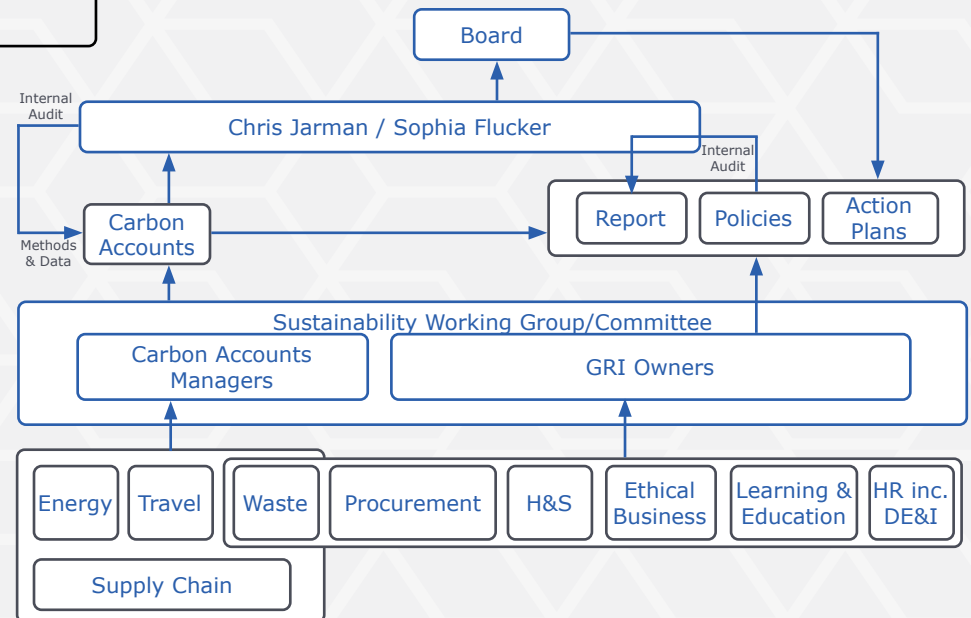 Board
Internal
Audit
Chris Jarman / Sophia Flucker
Internal
Audit
Carbon
Accounts
Report
Policies
Action
Plans
Methods
& Data
Sustainability Working Group/Committee
Carbon Accounts
Managers
GRI Owners
Energy
Travel
Waste
Procurement
H&S
Ethical
Business
Learning &
Education
HR inc.
DE&I
Supply Chain